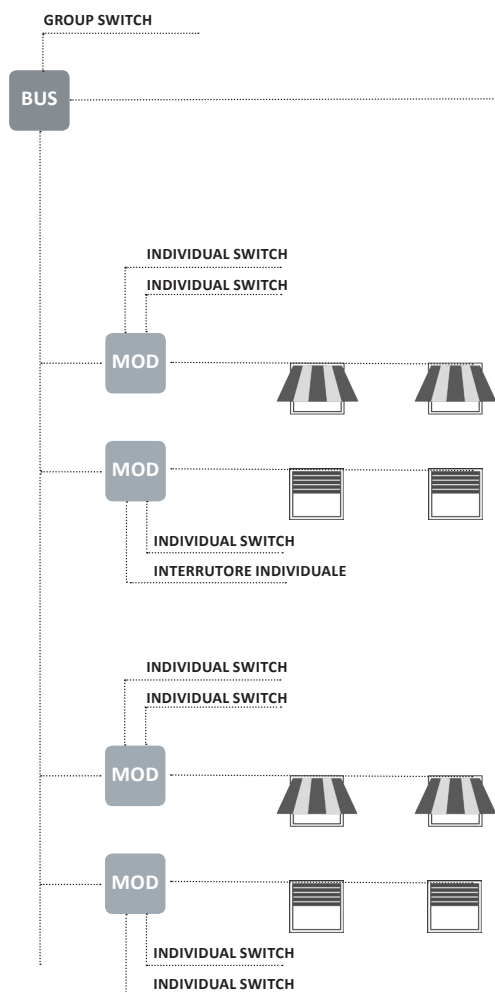 GROUP SWITCH
BUS
INDIVIDUAL SWITCH
INDIVIDUAL SWITCH
MOD
MOD
INDIVIDUAL SWITCH
INTERRUTORE INDIVIDUALE
INDIVIDUAL SWITCH
INDIVIDUAL SWITCH
MOD
MOD
INDIVIDUAL SWITCH
INDIVIDUAL SWITCH